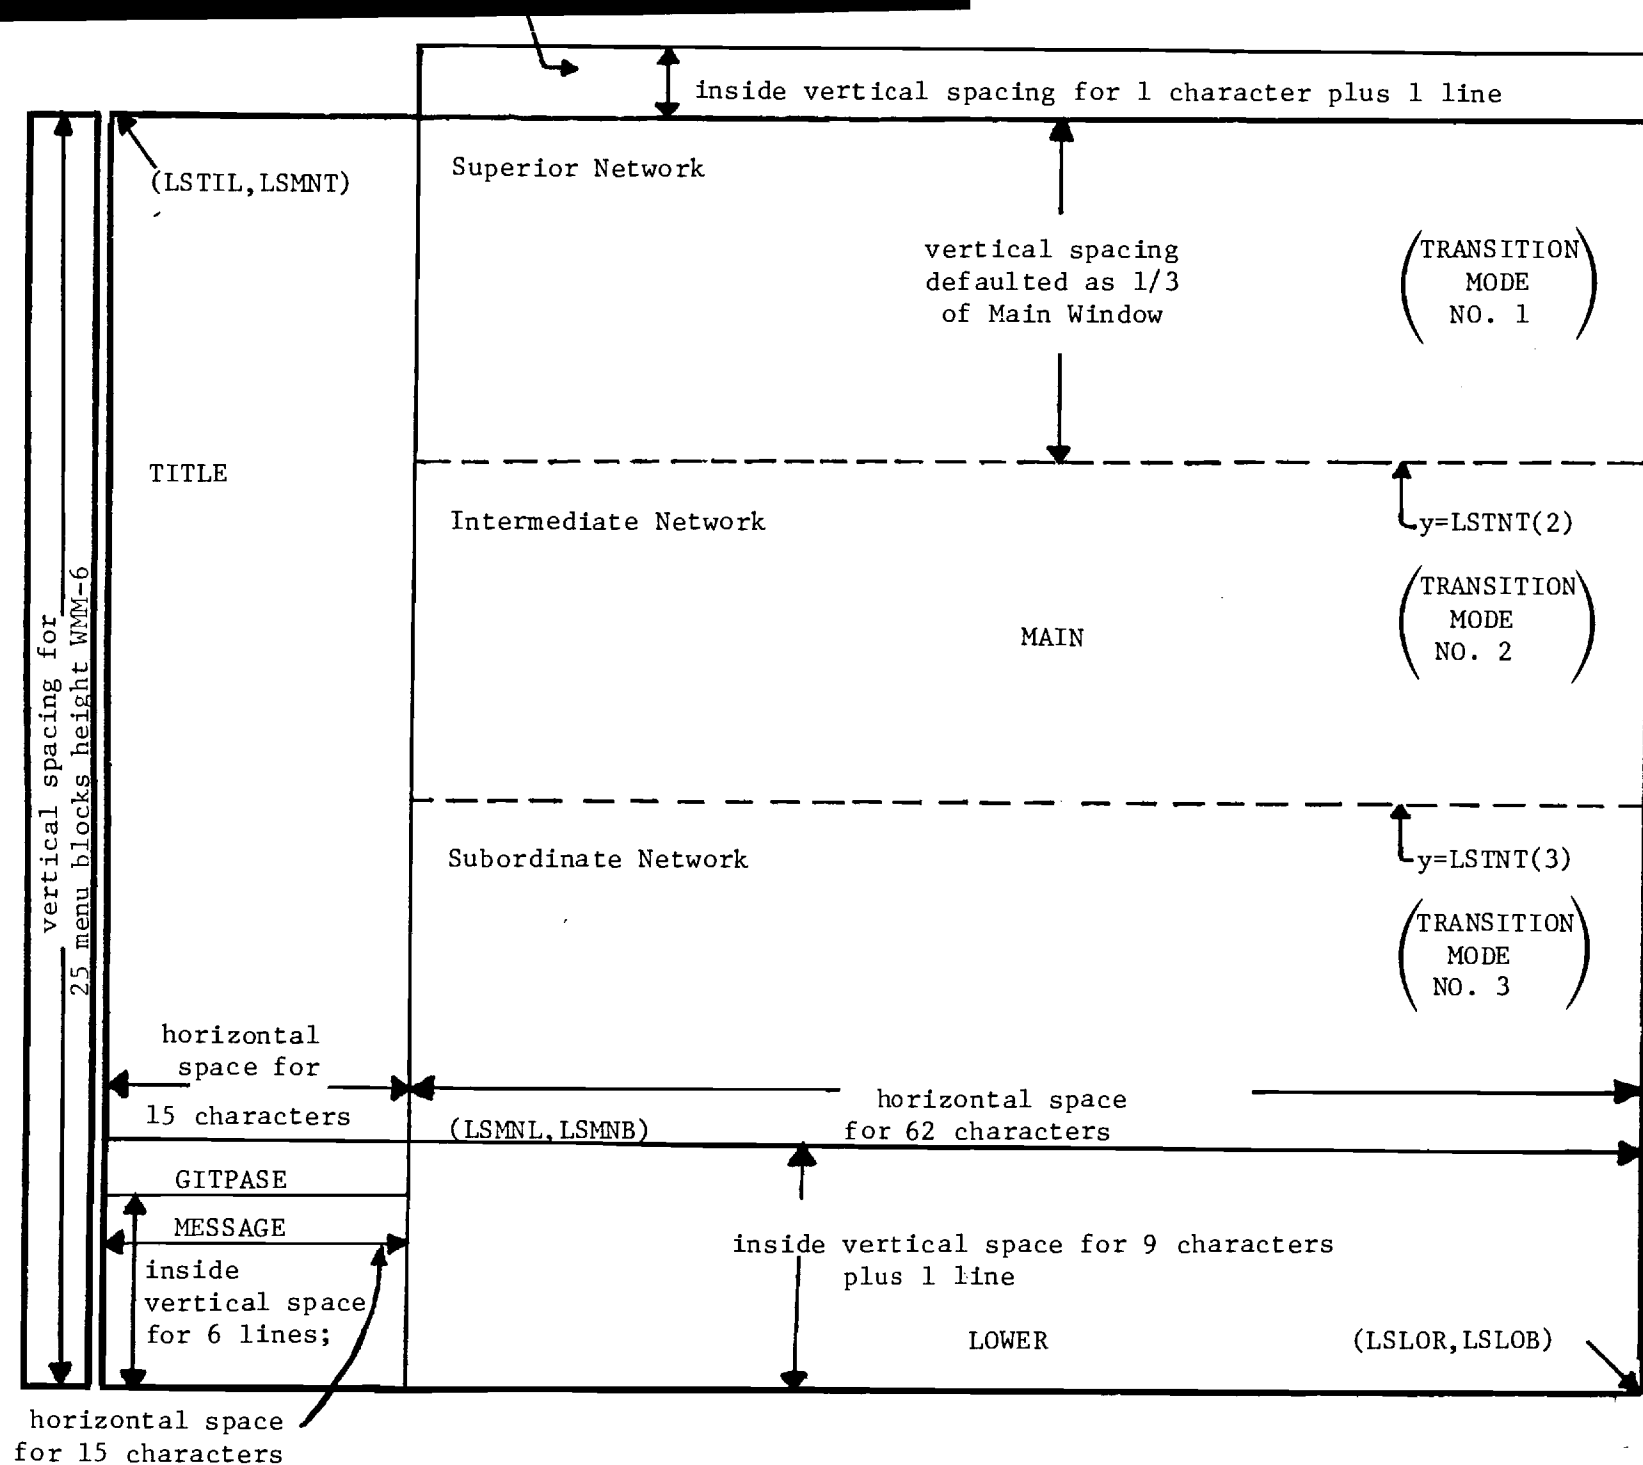 inside vertical spacing for 1 character plus 1 line
(LSTIL,LSMNT)
Superior Network
vertical spacing
defaulted as 1/3
of Main Window
TRANSITION
MODE
NO. 1
TITLE
Intermediate Network
y=LSTNT(2)
TRANSITION
MODE
NO. 2
MAIN
vertical spacing for
25 menu blocks height WMM-6
Subordinate Network
y=LSTNT(3)
TRANSITION
MODE
NO. 3
horizontal
space for
15 characters
(LSMNL,LSMNB)
horizontal space
for 62 characters
GITPASE
MESSAGE
inside
vertical space
for 6 lines;
inside vertical space for 9 characters
plus 1 line
LOWER
(LSLOR,LSLOB)
horizontal space
for 15 characters